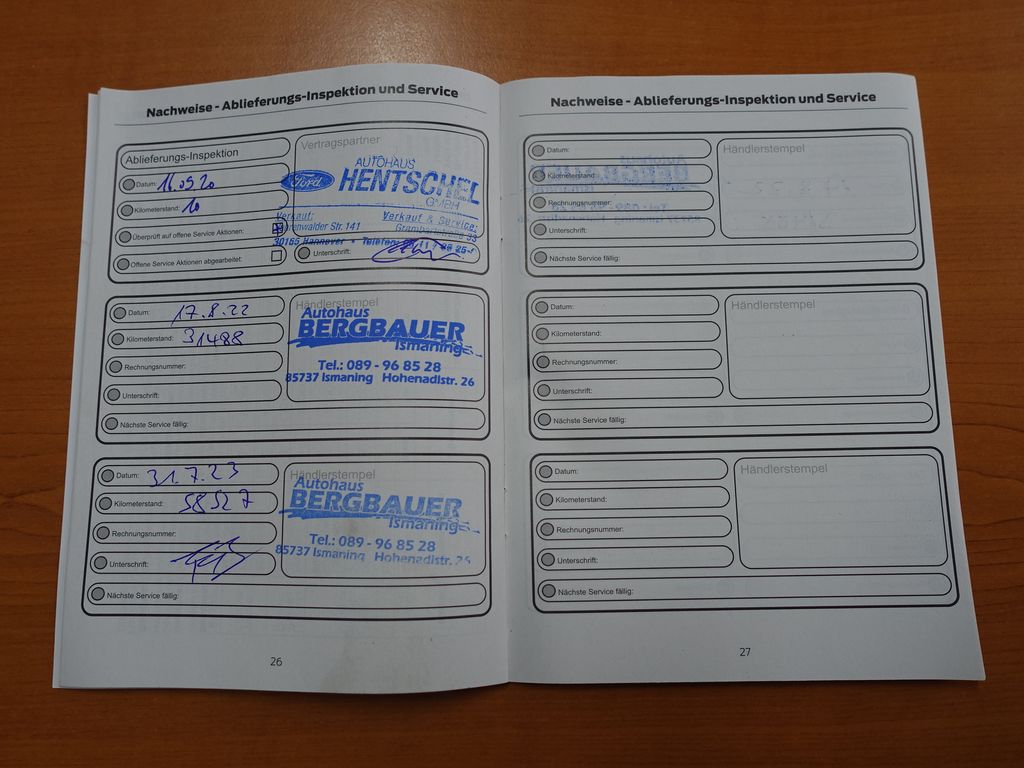 Nachweise - Ablieferungs-Inspektion und Service
Ablieferungs-Inspektion
Datum: 16.09.20
Kilometerstand: 10
Überprüft auf offene Service Aktionen:
Offene Service Aktionen abgearbeitet:
Vertragspartner
AUTOHAUS
Ford HENTSCHEL
GMBH
Verkauf: Verkauf & Service:
Str. 141
30165 Hannover • Telefon
Unterschrift:
Datum: 17.8.22
Kilometerstand: 31488
Rechnungsnummer:
Unterschrift:
Nächste Service fällig:
Händlerstempel
Autohaus
BERGBAUER
Ismaning
Tel.: 089 - 96 85 28
85737 Ismaning Hohenadlstr. 26
Datum: 31.7.23
Kilometerstand: 58527
Rechnungsnummer:
Unterschrift:
Nächste Service fällig:
Händlerstempel
Autohaus
BERGBAUER
Ismaning
Tel.: 089 - 96 85 28
85737 Ismaning Hohenadlstr. 26
26
Nachweise - Ablieferungs-Inspektion und Service
Datum:
Kilometerstand:
Rechnungsnummer:
Unterschrift:
Nächste Service fällig:
Händlerstempel
Datum:
Kilometerstand:
Rechnungsnummer:
Unterschrift:
Nächste Service fällig:
Händlerstempel
Datum:
Kilometerstand:
Rechnungsnummer:
Unterschrift:
Nächste Service fällig:
Händlerstempel
27